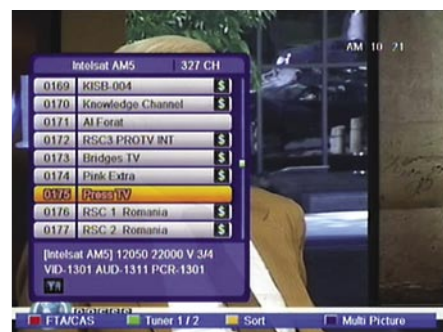 AM 10 21
Intelsat AM5 327 CH
0169 KISB-004 $
0170 Knowledge Channel $
0171 Al Forat
0172 RSC3 PROTV INT $
0173 Bridges TV $
0174 Pink Extra $
0175 Press TV
0176 RSC 1 Romania $
0177 RSC 2 Romania $
[Intelsat AM5] 12050 22000 V 3/4
VID-1301 AUD-1311 PCR-1301
FTA/CAS Tuner 1 / 2 Sort Multi Picture